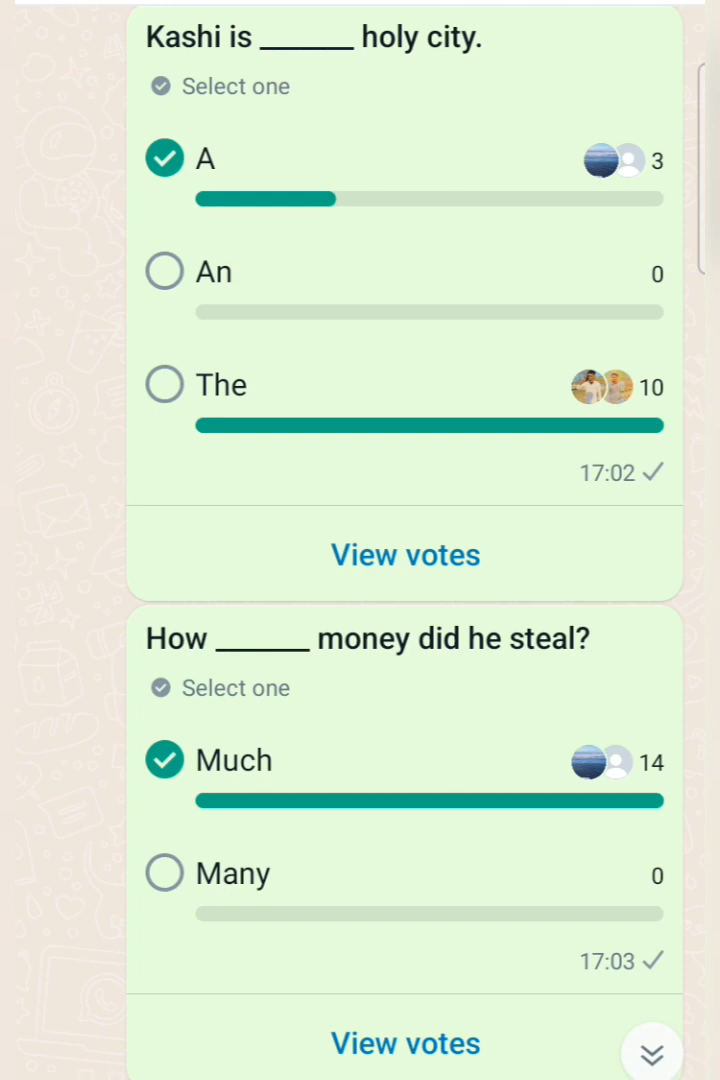 Kashi is ______ holy city.
Select one
A 3
An 0
The 10
17:02
View votes
How ______ money did he steal?
Select one
Much 14
Many 0
17:03
View votes